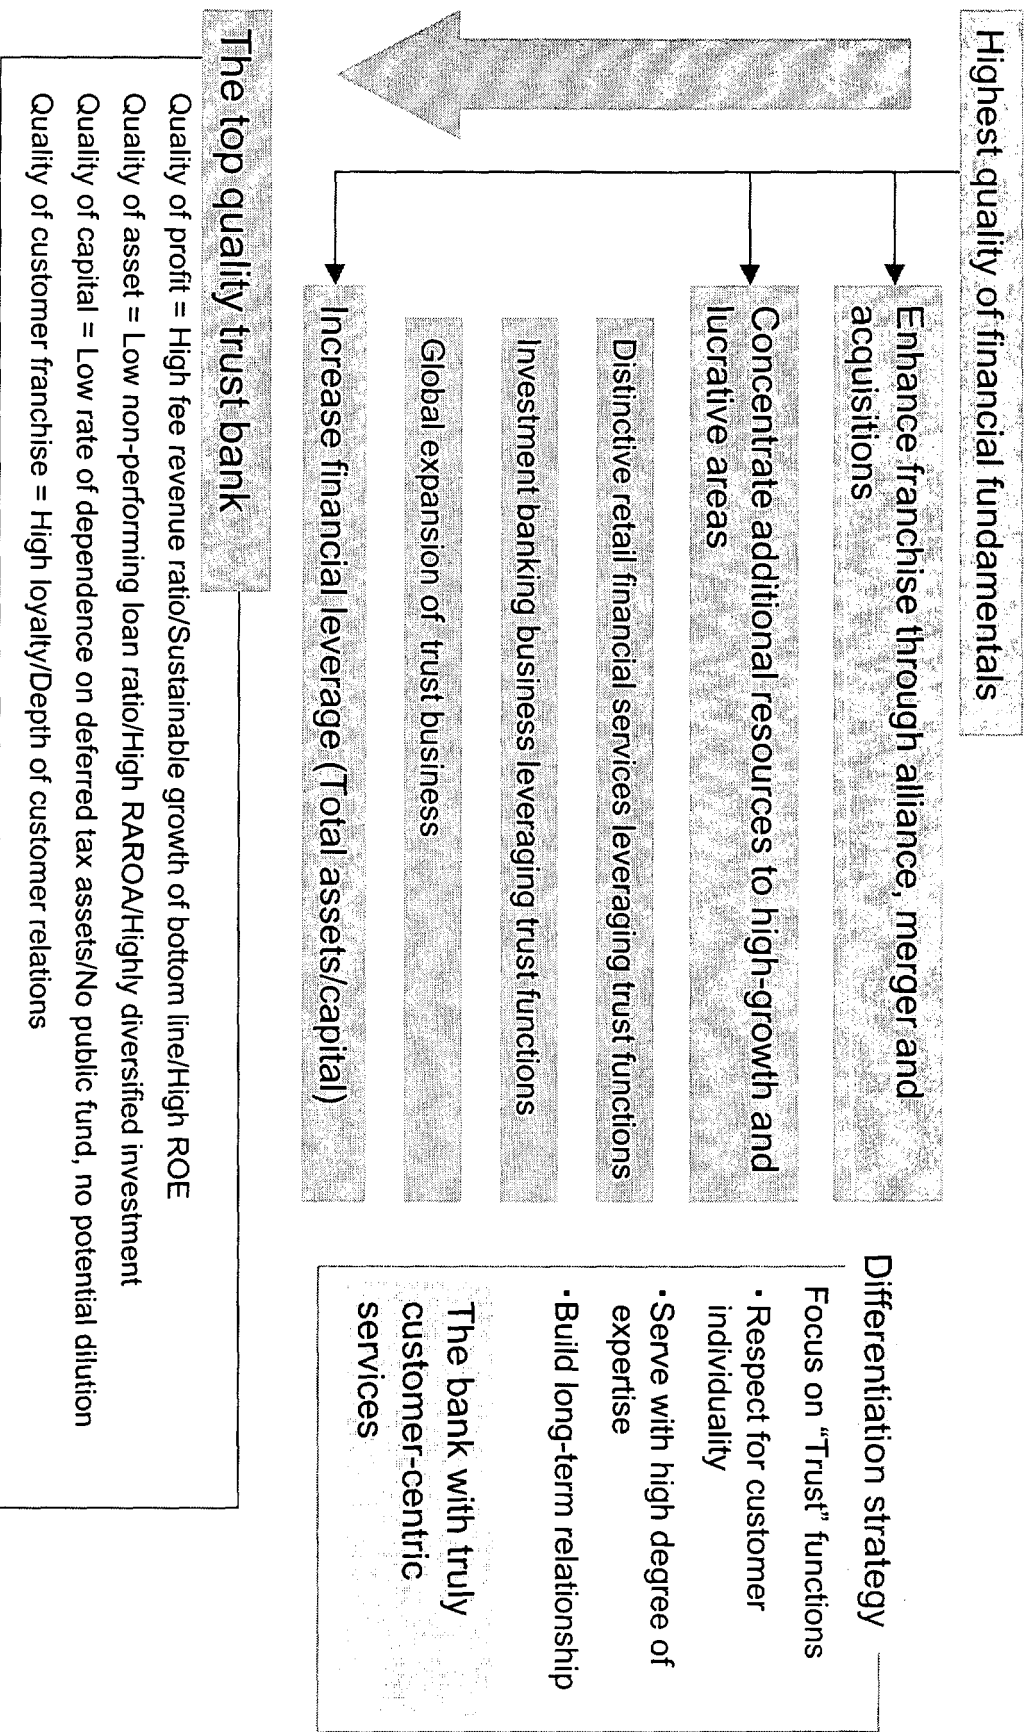 Highest quality of financial fundamentals
Enhance franchise through alliance, merger and
acquisitions
Concentrate additional resources to high-growth and
lucrative areas
Distinctive retail financial services leveraging trust functions
Investment banking business leveraging trust functions
Global expansion of trust business
Increase financial leverage (Total assets/capital)
Differentiation strategy
Focus on “Trust” functions
・Respect for customer
individuality
・Serve with high degree of
expertise
・Build long-term relationship
The bank with truly
customer-centric
services
The top quality trust bank
Quality of profit = High fee revenue ratio/Sustainable growth of bottom line/High ROE
Quality of asset = Low non-performing loan ratio/High RAROA/Highly diversified investment
Quality of capital = Low rate of dependence on deferred tax assets/No public fund, no potential dilution
Quality of customer franchise = High loyalty/Depth of customer relations